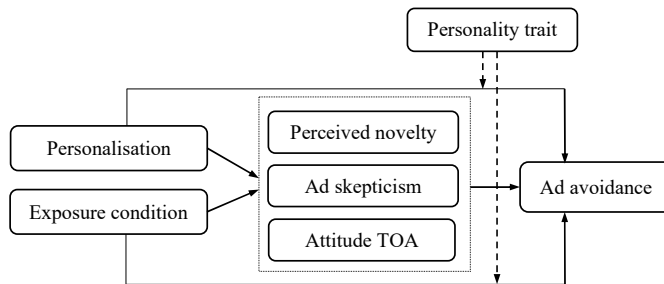 Personality trait
Perceived novelty
Personalisation
Ad skepticism
Ad avoidance
Exposure condition
Attitude TOA